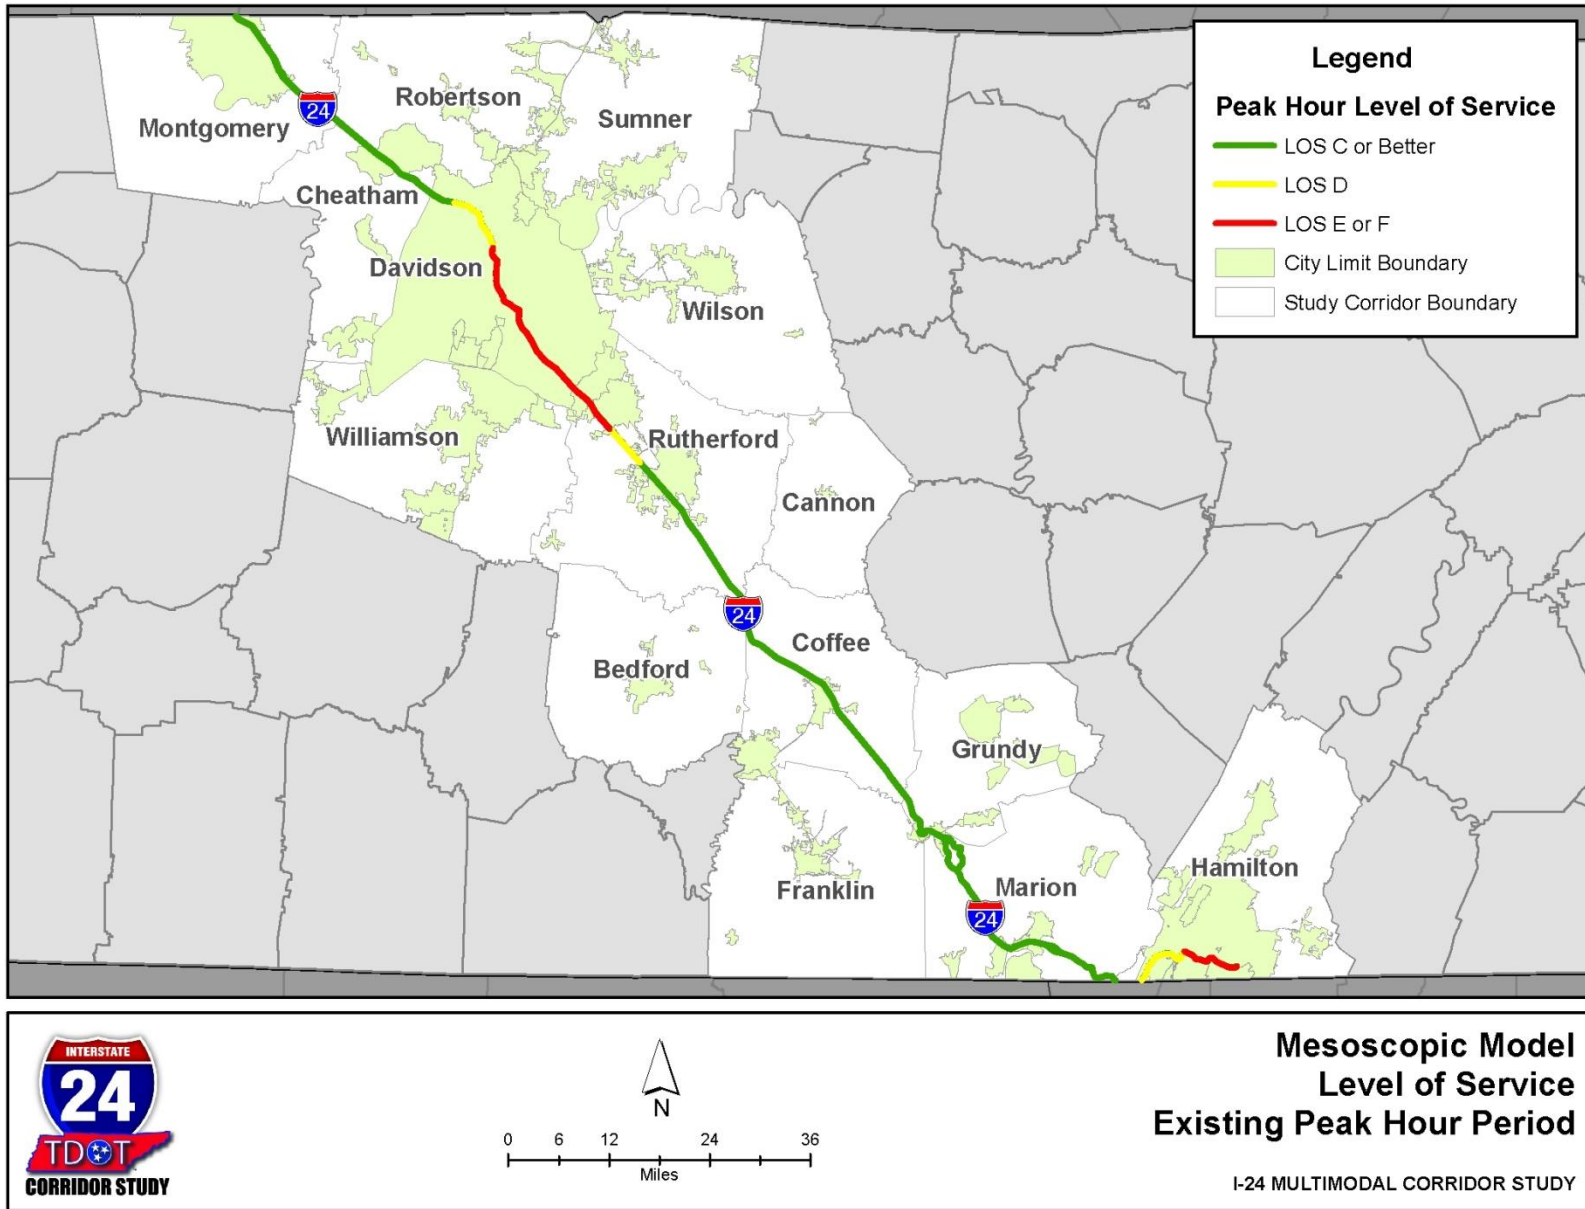 Legend
Peak Hour Level of Service
LOS C or Better
LOS D
LOS E or F
City Limit Boundary
Study Corridor Boundary
24
Robertson
Sumner
Montgomery
Cheatham
Davidson
Wilson
Williamson
Rutherford
Cannon
24
Coffee
Bedford
Grundy
Hamilton
Franklin
Marion
24
INTERSTATE
24
TDOT
CORRIDOR STUDY
N
0 6 12 24 36
Miles
Mesoscopic Model
Level of Service
Existing Peak Hour Period
I-24 MULTIMODAL CORRIDOR STUDY